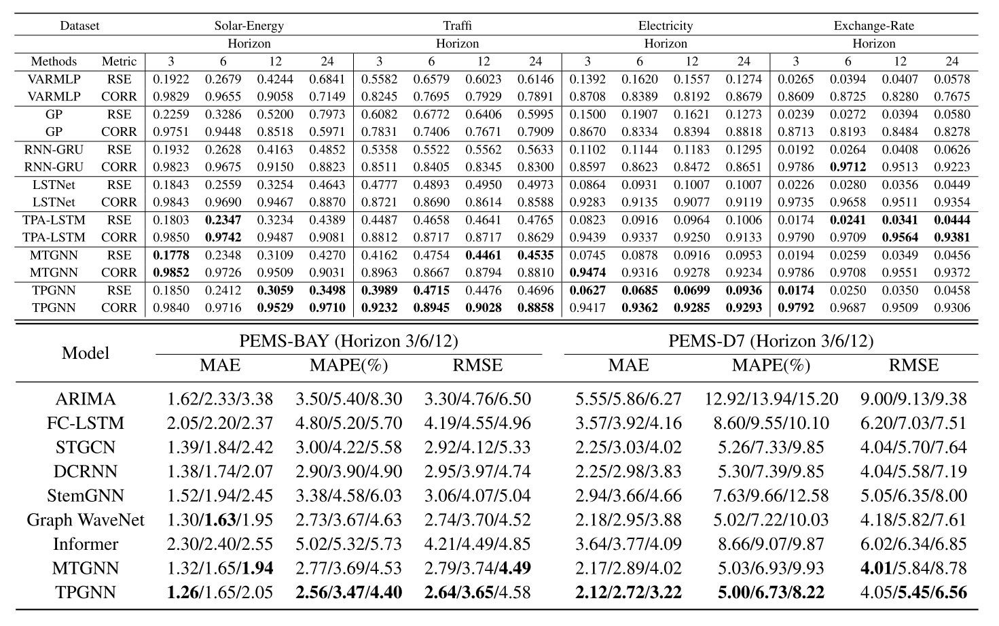 Dataset Solar-Energy Traffi Electricity Exchange-Rate
Horizon Horizon Horizon Horizon
Methods Metric 3 6 12 24 3 6 12 24 3 6 12 24 3 6 12 24
VARMLP RSE 0.1922 0.2679 0.4244 0.6841 0.5582 0.6579 0.6023 0.6146 0.1392 0.1620 0.1557 0.1274 0.0265 0.0394 0.0407 0.0578
VARMLP CORR 0.9829 0.9655 0.9058 0.7149 0.8245 0.7695 0.7929 0.7891 0.8708 0.8389 0.8192 0.8679 0.8609 0.8725 0.8280 0.7675
GP RSE 0.2259 0.3286 0.5200 0.7973 0.6082 0.6772 0.6406 0.5995 0.1500 0.1907 0.1621 0.1273 0.0239 0.0272 0.0394 0.0580
GP CORR 0.9751 0.9448 0.8518 0.5971 0.7831 0.7406 0.7671 0.7909 0.8670 0.8334 0.8394 0.8818 0.8713 0.8193 0.8484 0.8278
RNN-GRU RSE 0.1932 0.2628 0.4163 0.4852 0.5358 0.5522 0.5562 0.5633 0.1102 0.1144 0.1183 0.1295 0.0192 0.0264 0.0408 0.0626
RNN-GRU CORR 0.9823 0.9675 0.9150 0.8823 0.8511 0.8405 0.8345 0.8300 0.8597 0.8623 0.8472 0.8651 0.9786 0.9712 0.9513 0.9223
LSTNet RSE 0.1843 0.2559 0.3254 0.4643 0.4777 0.4893 0.4950 0.4973 0.0864 0.0931 0.1007 0.1007 0.0226 0.0280 0.0356 0.0449
LSTNet CORR 0.9843 0.9690 0.9467 0.8870 0.8721 0.8690 0.8614 0.8588 0.9283 0.9135 0.9077 0.9119 0.9735 0.9658 0.9511 0.9354
TPA-LSTM RSE 0.1803 0.2347 0.3234 0.4389 0.4487 0.4658 0.4641 0.4765 0.0823 0.0916 0.0964 0.1006 0.0174 0.0241 0.0341 0.0444
TPA-LSTM CORR 0.9850 0.9742 0.9487 0.9081 0.8812 0.8717 0.8717 0.8629 0.9439 0.9337 0.9250 0.9133 0.9790 0.9709 0.9564 0.9381
MTGNN RSE 0.1778 0.2348 0.3109 0.4270 0.4162 0.4754 0.4461 0.4535 0.0745 0.0878 0.0916 0.0953 0.0194 0.0259 0.0349 0.0456
MTGNN CORR 0.9852 0.9726 0.9509 0.9031 0.8963 0.8667 0.8794 0.8810 0.9474 0.9316 0.9278 0.9234 0.9786 0.9708 0.9551 0.9372
TPGNN RSE 0.1850 0.2412 0.3059 0.3498 0.3989 0.4715 0.4476 0.4696 0.0627 0.0685 0.0699 0.0936 0.0174 0.0250 0.0350 0.0458
TPGNN CORR 0.9840 0.9716 0.9529 0.9710 0.9232 0.8945 0.9028 0.8858 0.9417 0.9362 0.9285 0.9293 0.9792 0.9687 0.9509 0.9306
Model PEMS-BAY (Horizon 3/6/12) PEMS-D7 (Horizon 3/6/12)
MAE MAPE(%) RMSE MAE MAPE(%) RMSE
ARIMA 1.62/2.33/3.38 3.50/5.40/8.30 3.30/4.76/6.50 5.55/5.86/6.27 12.92/13.94/15.20 9.00/9.13/9.38
FC-LSTM 2.05/2.20/2.37 4.80/5.20/5.70 4.19/4.55/4.96 3.57/3.92/4.16 8.60/9.55/10.10 6.20/7.03/7.51
STGCN 1.39/1.84/2.42 3.00/4.22/5.58 2.92/4.12/5.33 2.25/3.03/4.02 5.26/7.33/9.85 4.04/5.70/7.64
DCRNN 1.38/1.74/2.07 2.90/3.90/4.90 2.95/3.97/4.74 2.25/2.98/3.83 5.30/7.39/9.85 4.04/5.58/7.19
StemGNN 1.52/1.94/2.45 3.38/4.58/6.03 3.06/4.07/5.04 2.94/3.66/4.66 7.63/9.66/12.58 5.05/6.35/8.00
Graph WaveNet 1.30/1.63/1.95 2.73/3.67/4.63 2.74/3.70/4.52 2.18/2.95/3.88 5.02/7.22/10.03 4.18/5.82/7.61
Informer 2.30/2.40/2.55 5.02/5.32/5.73 4.21/4.49/4.85 3.64/3.77/4.09 8.66/9.07/9.87 6.02/6.34/6.85
MTGNN 1.32/1.65/1.94 2.77/3.69/4.53 2.79/3.74/4.49 2.17/2.89/4.02 5.03/6.93/9.93 4.01/5.84/8.78
TPGNN 1.26/1.65/2.05 2.56/3.47/4.40 2.64/3.65/4.58 2.12/2.72/3.22 5.00/6.73/8.22 4.05/5.45/6.56